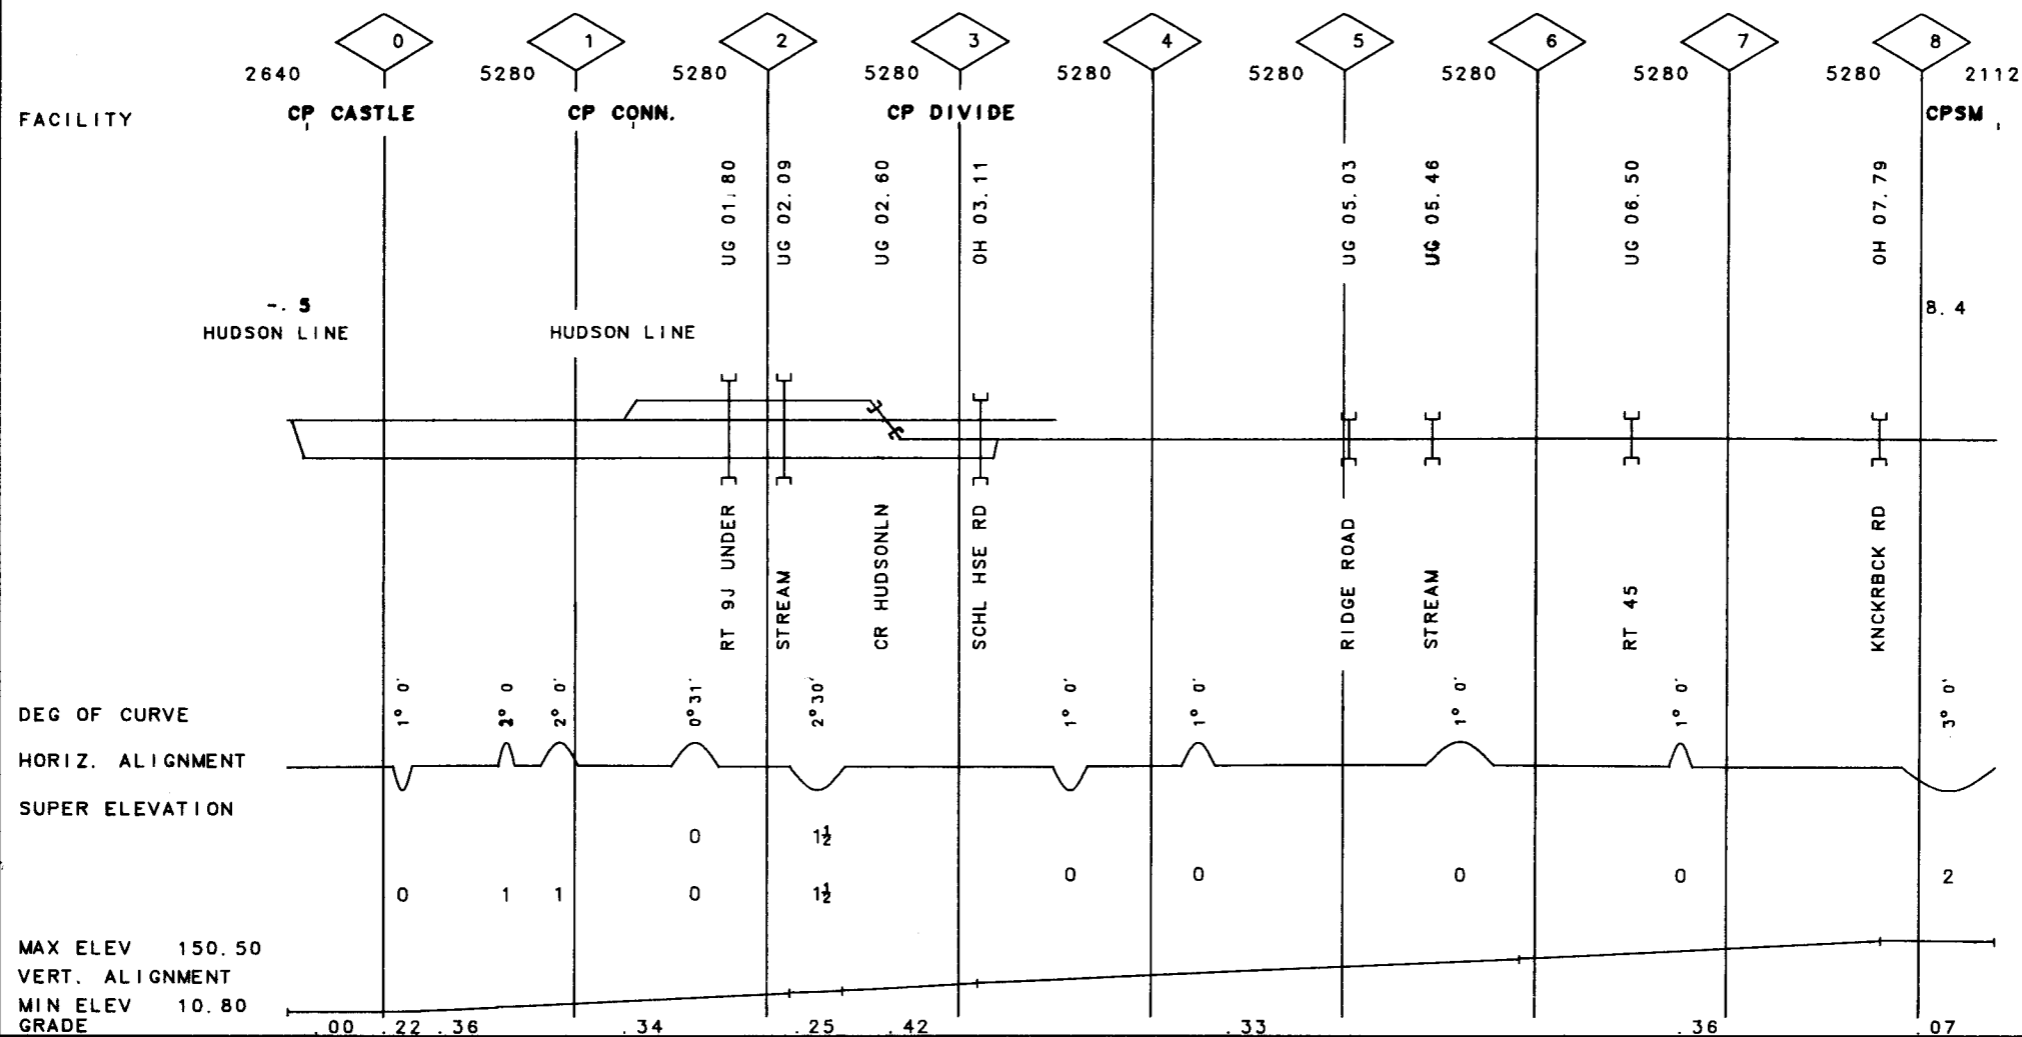 0 1 2 3 4 5 6 7 8
2640 5280 5280 5280 5280 5280 5280 5280 5280 2112
FACILITY CP CASTLE CP CONN. CP DIVIDE CPSM
UG 01.80
UG 02.09
UG 02.60
OH 03.11
UG 05.03
UG 05.46
UG 06.50
OH 07.79
-.5 8.4
HUDSON LINE HUDSON LINE
RT 9J UNDER
STREAM
CR HUDSONLN
SCHL HSE RD
RIDGE ROAD
STREAM
RT 45
KNCKRBCK RD
DEG OF CURVE 1° 0' 2° 0' 0°31' 2°30' 1° 0' 1° 0' 1° 0' 1° 0' 3° 0'
HORIZ. ALIGNMENT
SUPER ELEVATION
0 1½
0 0 0 0 2
0 1 1 0 1½
MAX ELEV 150.50
VERT. ALIGNMENT
MIN ELEV 10.80
GRADE .00 .22 .36 .34 .25 .42 .33 .36 .07